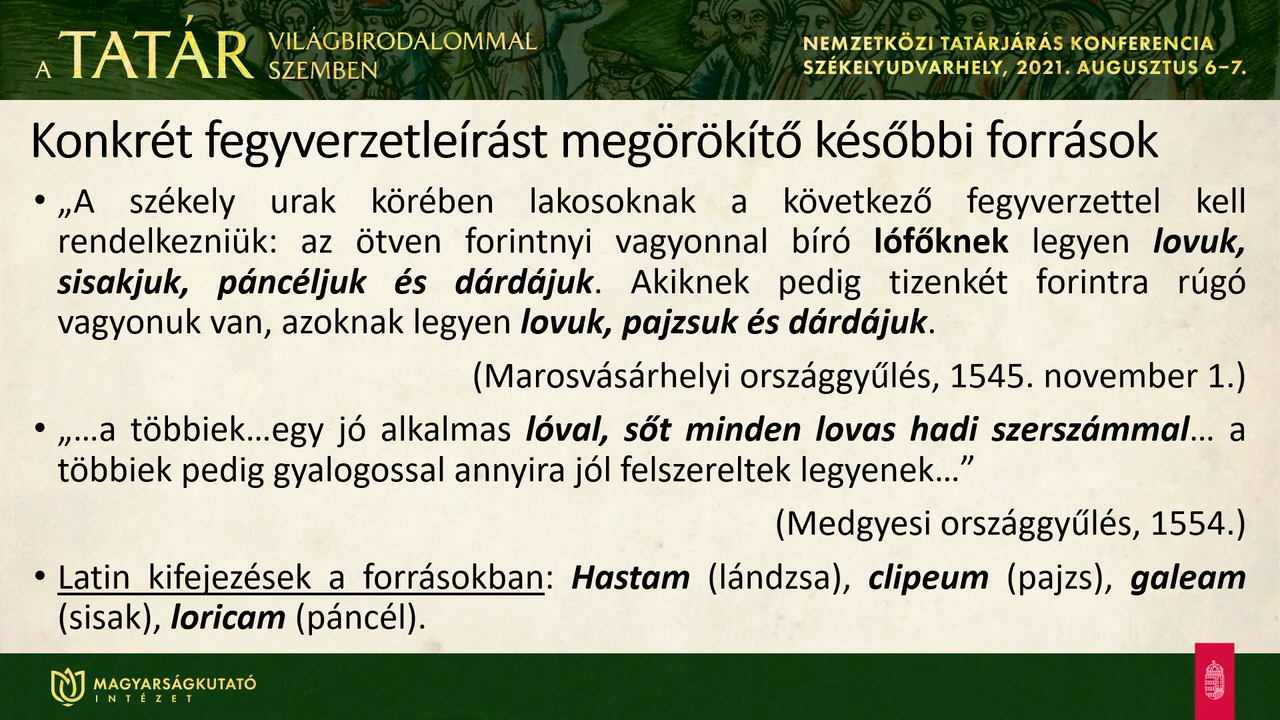 A TATÁR VILÁGBIRODALOMMAL
SZEMBEN
NEMZETKÖZI TATÁRJÁRÁS KONFERENCIA
SZÉKELYUDVARHELY, 2021. AUGUSZTUS 6–7.
Konkrét fegyverzetleírást megörökítő későbbi források
• „A székely urak körében lakosoknak a következő fegyverzettel kell
rendelkezniük: az ötven forintnyi vagyonnal bíró lófőknek legyen lovuk,
sisakjuk, páncéljuk és dárdájuk. Akiknek pedig tizenkét forintra rúgó
vagyonuk van, azoknak legyen lovuk, pajzsuk és dárdájuk.
(Marosvásárhelyi országgyűlés, 1545. november 1.)
• „…a többiek…egy jó alkalmas lóval, sőt minden lovas hadi szerszámmal… a
többiek pedig gyalogossal annyira jól felszereltek legyenek…”
(Medgyesi országgyűlés, 1554.)
• Latin kifejezések a forrásokban: Hastam (lándzsa), clipeum (pajzs), galeam
(sisak), loricam (páncél).
MAGYARSÁGKUTATÓ
INTÉZET